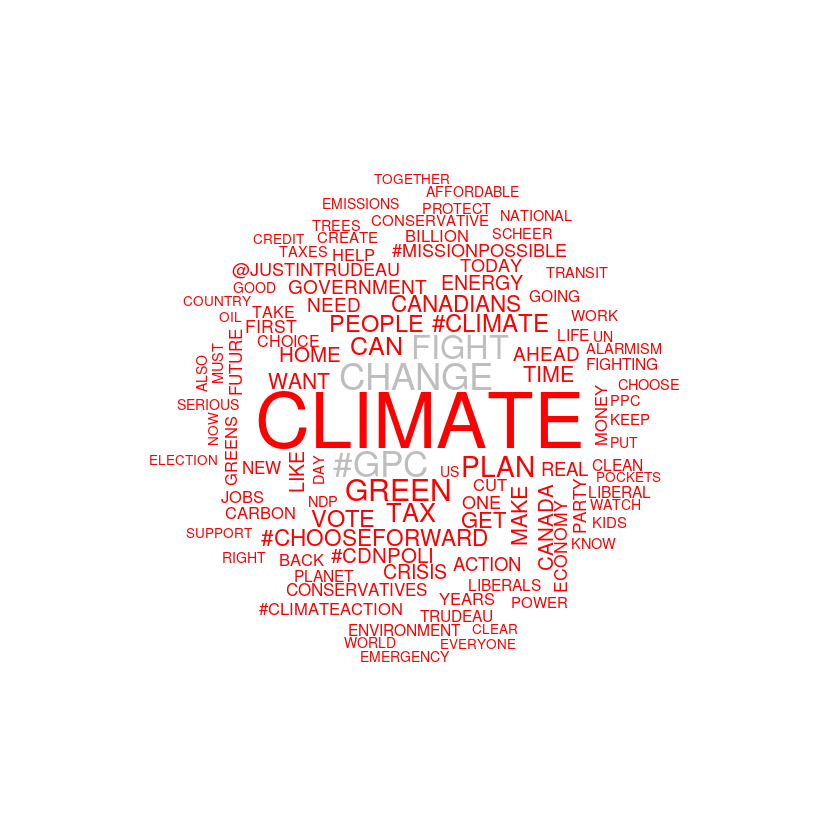 TOGETHER
AFFORDABLE
EMISSIONS
PROTECT
NATIONAL
TREES
CONSERVATIVE
CREDIT
CREATE
BILLION
SCHEER
TAXES
HELP
#MISSIONPOSSIBLE
@JUSTINTRUDEAU
TODAY
TRANSIT
GOOD
GOVERNMENT
ENERGY
COUNTRY
NEED
CANADIANS
GOING
OIL
TAKE
WORK
FIRST
PEOPLE
#CLIMATE
LIFE
UN
CHOICE
CAN
FIGHT
ALARMISM
HOME
AHEAD
FIGHTING
ALSO
MUST
FUTURE
WANT
CHANGE
TIME
CHOOSE
SERIOUS
CLIMATE
MONEY
PPC
KEEP
NOW
GREENS
PUT
ELECTION
NEW
LIKE
DAY
#GPC
US
PLAN
REAL
CLEAN
POCKETS
JOBS
NDP
GREEN
CUT
LIBERAL
CARBON
VOTE
TAX
ONE
GET
MAKE
CANADA
ECONOMY
PARTY
WATCH
KIDS
SUPPORT
#CHOOSEFORWARD
KNOW
RIGHT
BACK
#CDNPOLI
ACTION
PLANET
CRISIS
CONSERVATIVES
LIBERALS
#CLIMATEACTION
YEARS
POWER
TRUDEAU
ENVIRONMENT
CLEAR
WORLD
EVERYONE
EMERGENCY